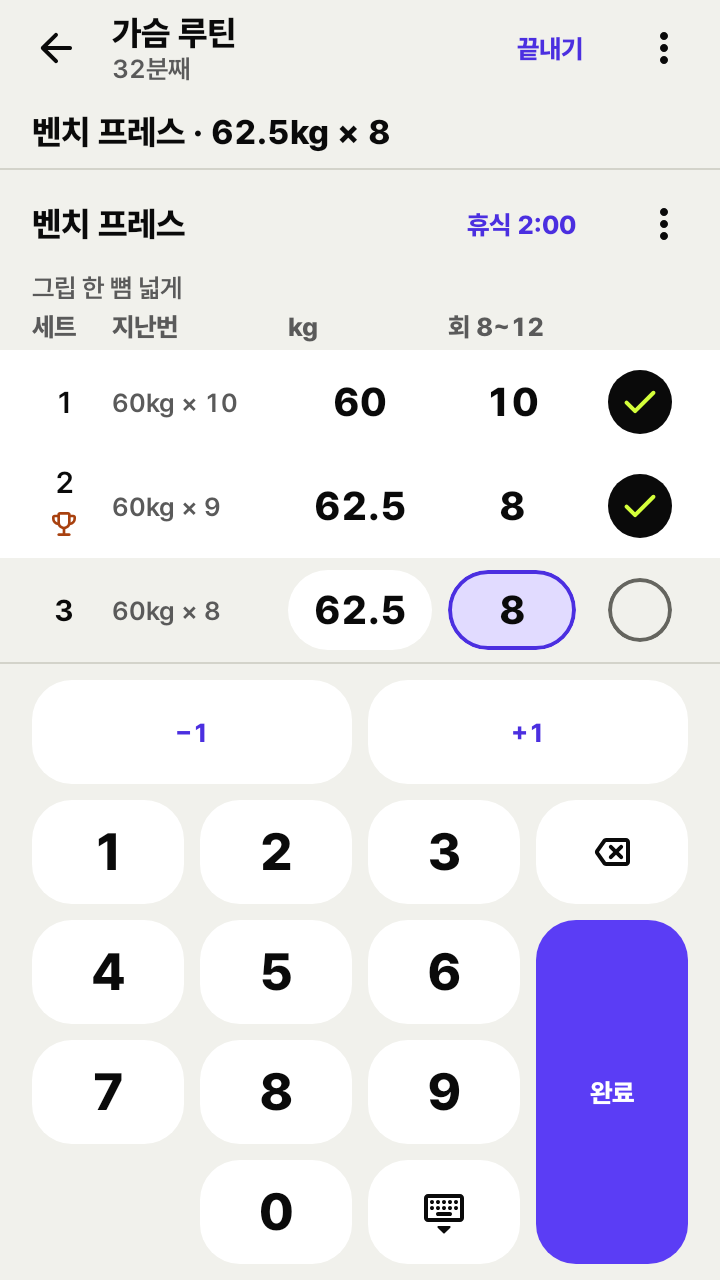 가슴 루틴
32분째
끝내기
벤치 프레스 · 62.5kg × 8
벤치 프레스
휴식 2:00
그립 한 뼘 넓게
세트 지난번 kg 회 8~12
1 60kg × 10 60 10
2 60kg × 9 62.5 8
3 60kg × 8 62.5 8
−1 +1
1 2 3
4 5 6
7 8 9
완료
0